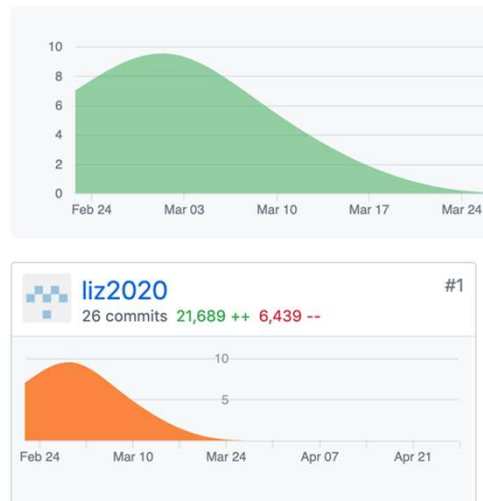 10
8
6
4
2
0
Feb 24 Mar 03 Mar 10 Mar 17 Mar 24
liz2020 #1
26 commits 21,689 ++ 6,439 --
10
5
Feb 24 Mar 10 Mar 24 Apr 07 Apr 21